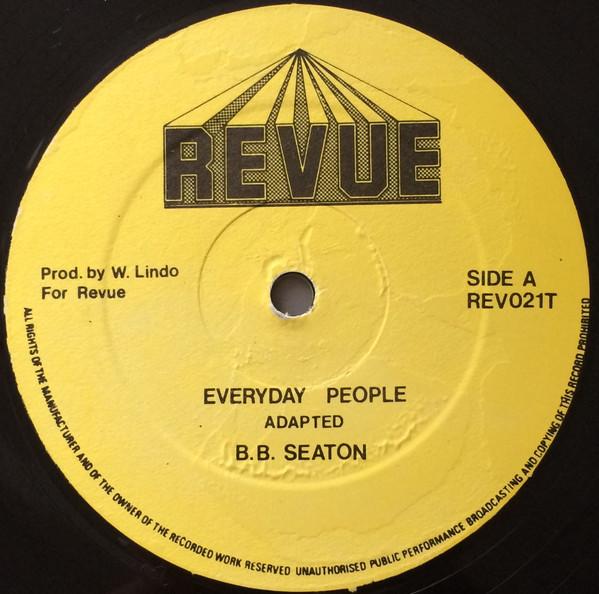 REVUE
Prod. by W. Lindo
For Revue
SIDE A
REV021T
EVERYDAY PEOPLE
ADAPTED
B.B. SEATON
ALL RIGHTS OF THE MANUFACTURER AND OF THE OWNER OF THE RECORDED WORK RESERVED UNAUTHORISED PUBLIC PERFORMANCE BROADCASTING AND COPYING OF THIS RECORD PROHIBITED